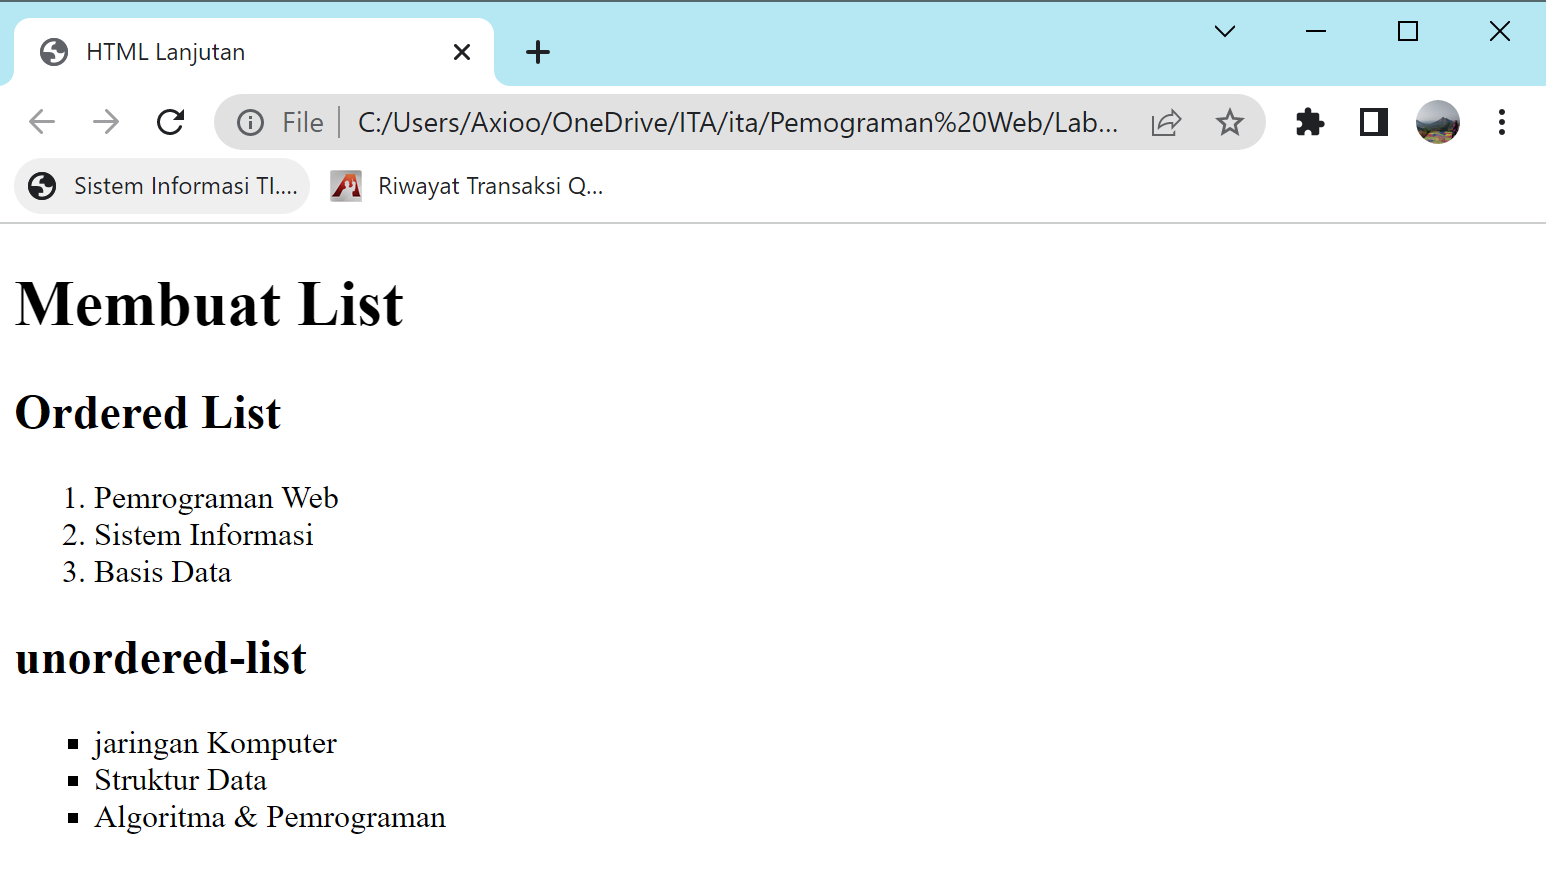 HTML Lanjutan
File C:/Users/Axioo/OneDrive/ITA/ita/Pemograman%20Web/Lab...
Sistem Informasi TI.... Riwayat Transaksi Q...
Membuat List
Ordered List
1. Pemrograman Web
2. Sistem Informasi
3. Basis Data
unordered-list
▪ jaringan Komputer
▪ Struktur Data
▪ Algoritma & Pemrograman